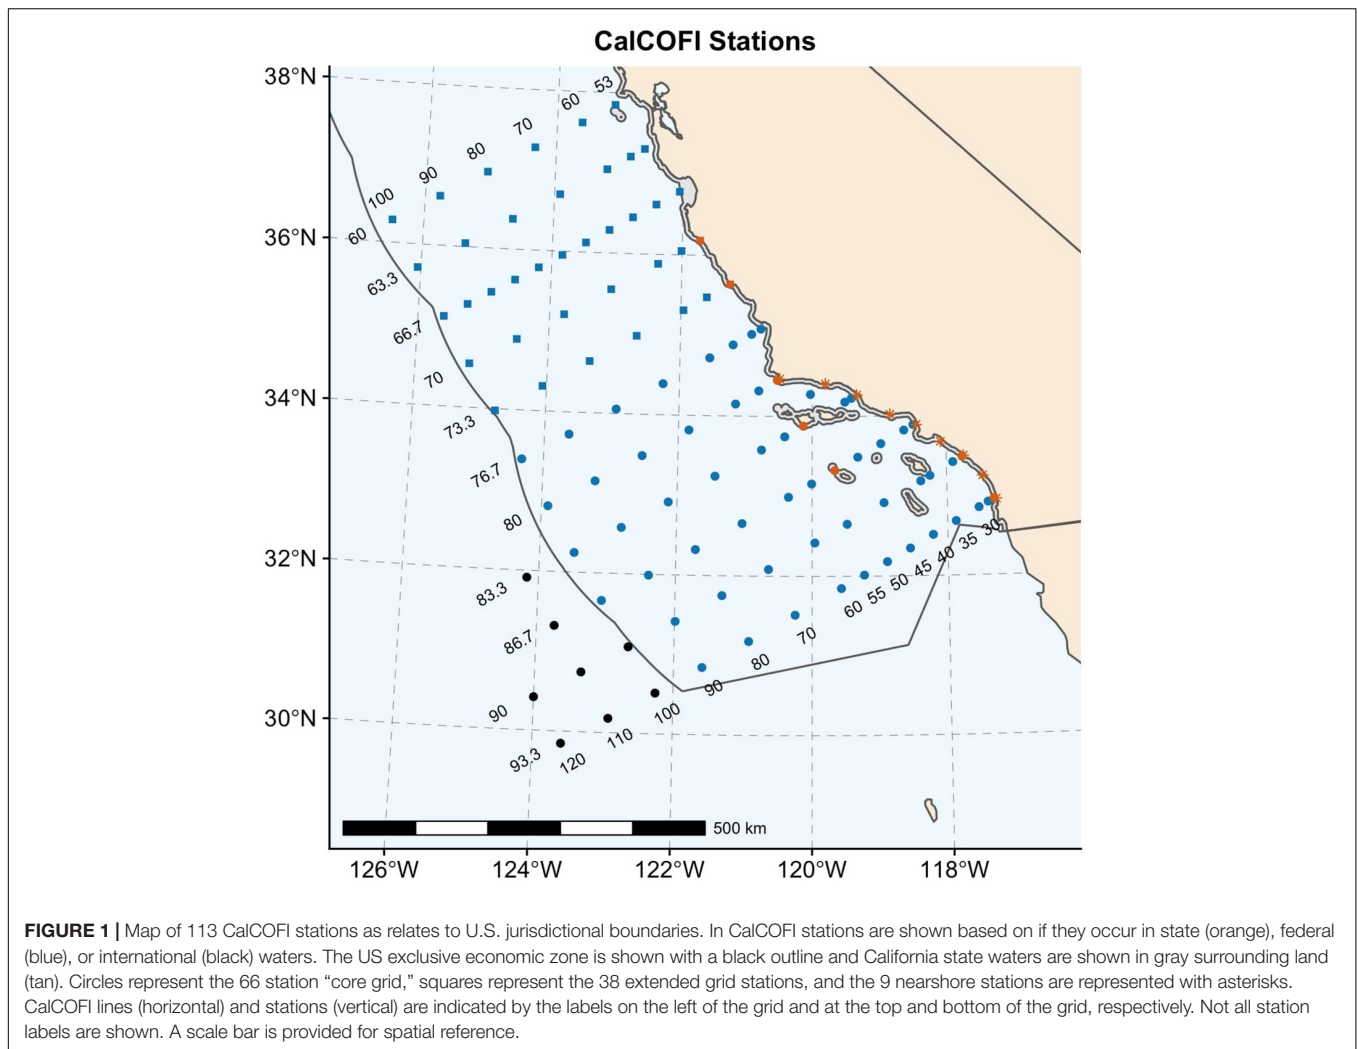 CalCOFI Stations
38°N
36°N
34°N
32°N
30°N
53
60
70
80
90
100
60
63.3
66.7
70
73.3
76.7
80
83.3
86.7
90
93.3
30
35
40
45
50
55
60
70
80
90
100
110
120
500 km
126°W 124°W 122°W 120°W 118°W
FIGURE 1 | Map of 113 CalCOFI stations as relates to U.S. jurisdictional boundaries. In CalCOFI stations are shown based on if they occur in state (orange), federal
(blue), or international (black) waters. The US exclusive economic zone is shown with a black outline and California state waters are shown in gray surrounding land
(tan). Circles represent the 66 station “core grid,” squares represent the 38 extended grid stations, and the 9 nearshore stations are represented with asterisks.
CalCOFI lines (horizontal) and stations (vertical) are indicated by the labels on the left of the grid and at the top and bottom of the grid, respectively. Not all station
labels are shown. A scale bar is provided for spatial reference.